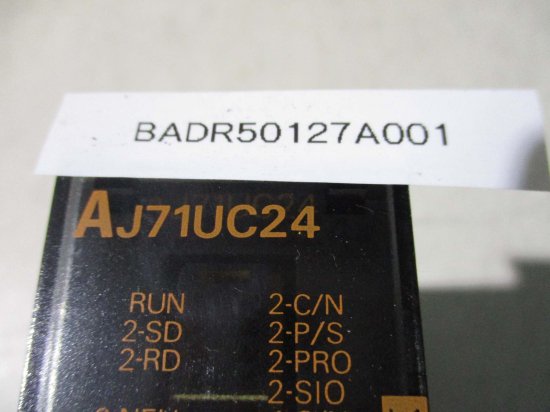 BADR50127A001
AJ71UC24
RUN 2-C/N
2-SD 2-P/S
2-RD 2-PRO
2-SIO